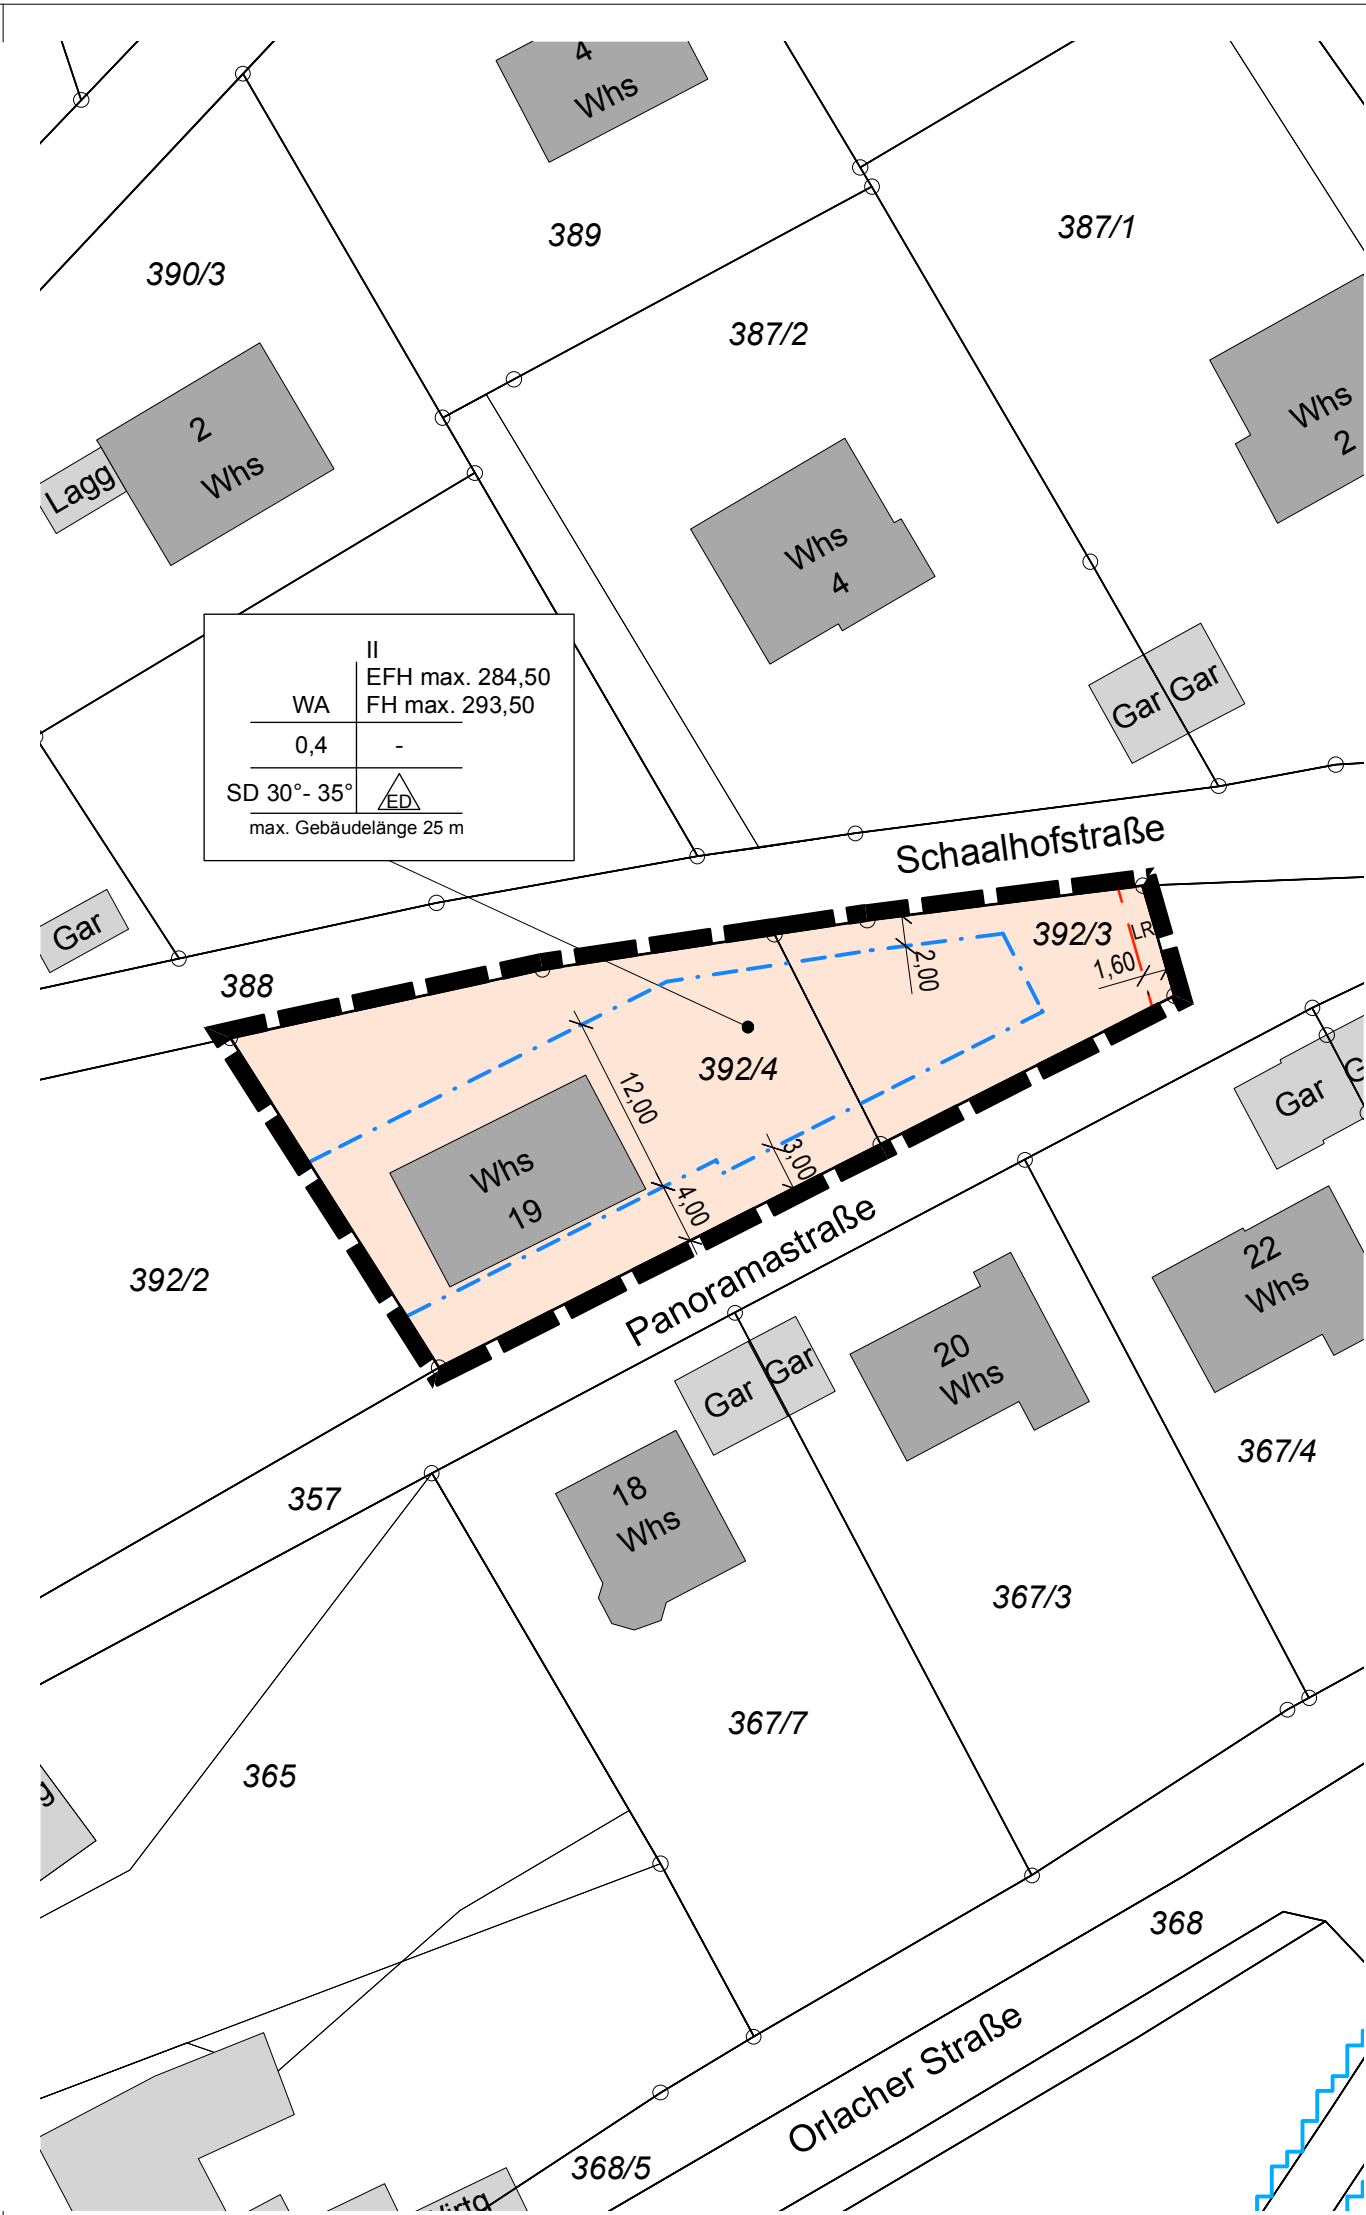 4
Whs
389
387/1
390/3
387/2
2
Whs
Lagg
Whs
2
Whs
4
II
EFH max. 284,50
WA
FH max. 293,50
0,4
-
SD 30°- 35°
ED
max. Gebäudelänge 25 m
Gar
Gar
Schaalhofstraße
Gar
388
392/3
LR
1,60
2,00
392/4
12,00
Whs
19
3,00
4,00
Gar
G
392/2
Panoramastraße
22
Whs
20
Whs
Gar
Gar
367/4
18
Whs
357
367/3
367/7
365
g
368
Orlacher Straße
368/5